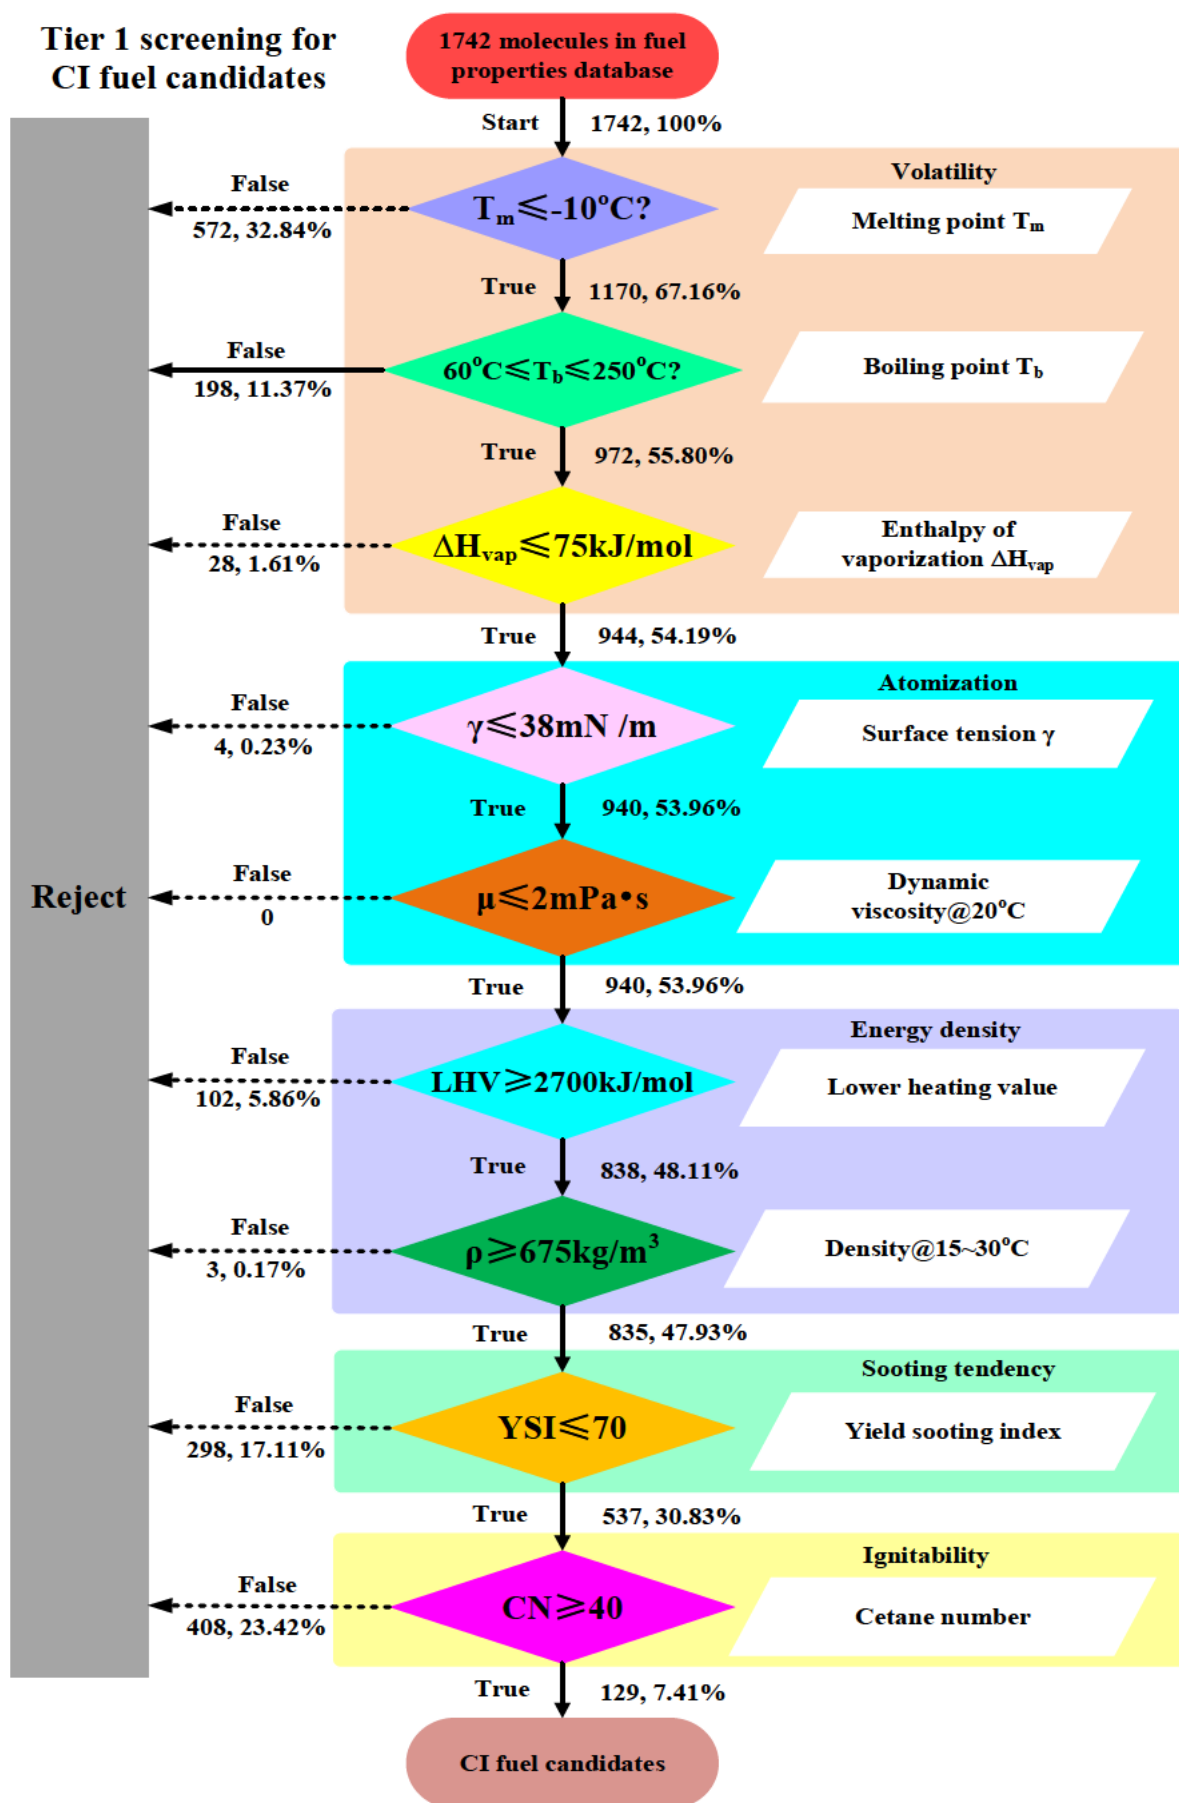 Tier 1 screening for
CI fuel candidates
1742 molecules in fuel
properties database
Start
1742, 100%
Volatility
False
T_m≤-10°C?
Melting point T_m
572, 32.84%
True
1170, 67.16%
False
60°C≤T_b≤250°C?
Boiling point T_b
198, 11.37%
True
972, 55.80%
False
ΔH_vap≤75kJ/mol
Enthalpy of
vaporization ΔH_vap
28, 1.61%
True
944, 54.19%
Atomization
False
γ≤38mN /m
Surface tension γ
4, 0.23%
True
940, 53.96%
False
Reject
μ≤2mPa•s
Dynamic
viscosity@20°C
0
True
940, 53.96%
Energy density
False
LHV≥2700kJ/mol
Lower heating value
102, 5.86%
True
838, 48.11%
False
ρ≥675kg/m³
Density@15~30°C
3, 0.17%
True
835, 47.93%
Sooting tendency
False
YSI≤70
Yield sooting index
298, 17.11%
True
537, 30.83%
Ignitability
False
CN≥40
Cetane number
408, 23.42%
True
129, 7.41%
CI fuel candidates